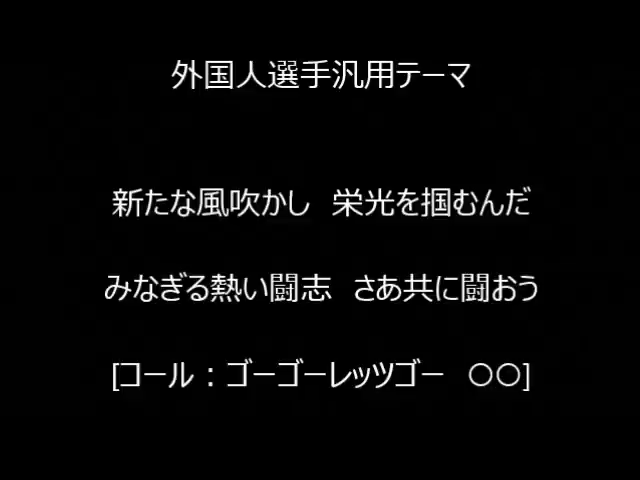 外国人選手汎用テーマ
新たな風吹かし　栄光を掴むんだ
みなぎる熱い闘志　さあ共に闘おう
[コール：ゴーゴーレッツゴー　○○]